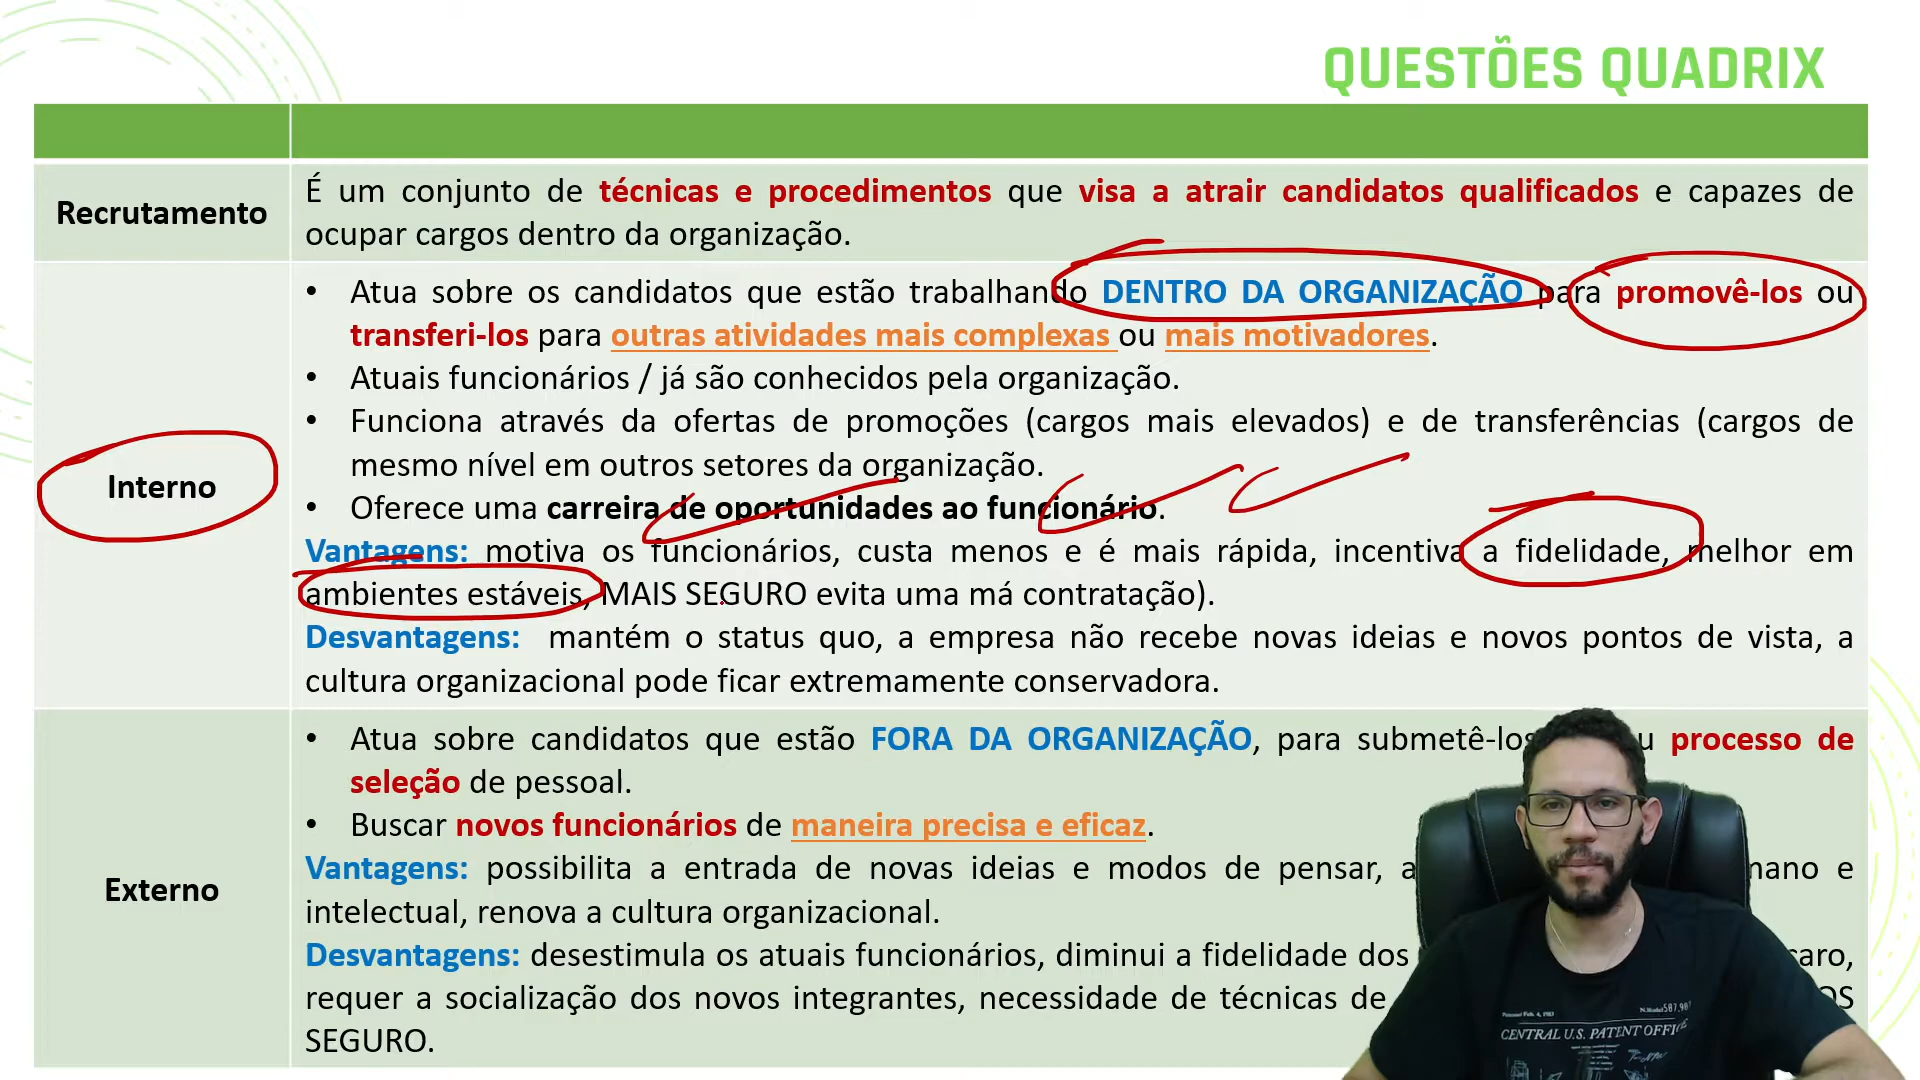 QUESTÕES QUADRIX
Recrutamento
É um conjunto de técnicas e procedimentos que visa a atrair candidatos qualificados e capazes de
ocupar cargos dentro da organização.
Interno
• Atua sobre os candidatos que estão trabalhando DENTRO DA ORGANIZAÇÃO para promovê-los ou
transferi-los para outras atividades mais complexas ou mais motivadores.
• Atuais funcionários / já são conhecidos pela organização.
• Funciona através da ofertas de promoções (cargos mais elevados) e de transferências (cargos de
mesmo nível em outros setores da organização.
• Oferece uma carreira de oportunidades ao funcionário.
Vantagens: motiva os funcionários, custa menos e é mais rápida, incentiva a fidelidade, melhor em
ambientes estáveis, MAIS SEGURO evita uma má contratação).
Desvantagens: mantém o status quo, a empresa não recebe novas ideias e novos pontos de vista, a
cultura organizacional pode ficar extremamente conservadora.
Externo
• Atua sobre candidatos que estão FORA DA ORGANIZAÇÃO, para submetê-los processo de
seleção de pessoal.
• Buscar novos funcionários de maneira precisa e eficaz.
Vantagens: possibilita a entrada de novas ideias e modos de pensar, e
intelectual, renova a cultura organizacional.
Desvantagens: desestimula os atuais funcionários, diminui a fidelidade dos caro,
requer a socialização dos novos integrantes, necessidade de técnicas de
SEGURO.
CENTRAL U.S. PATENT OFFIC